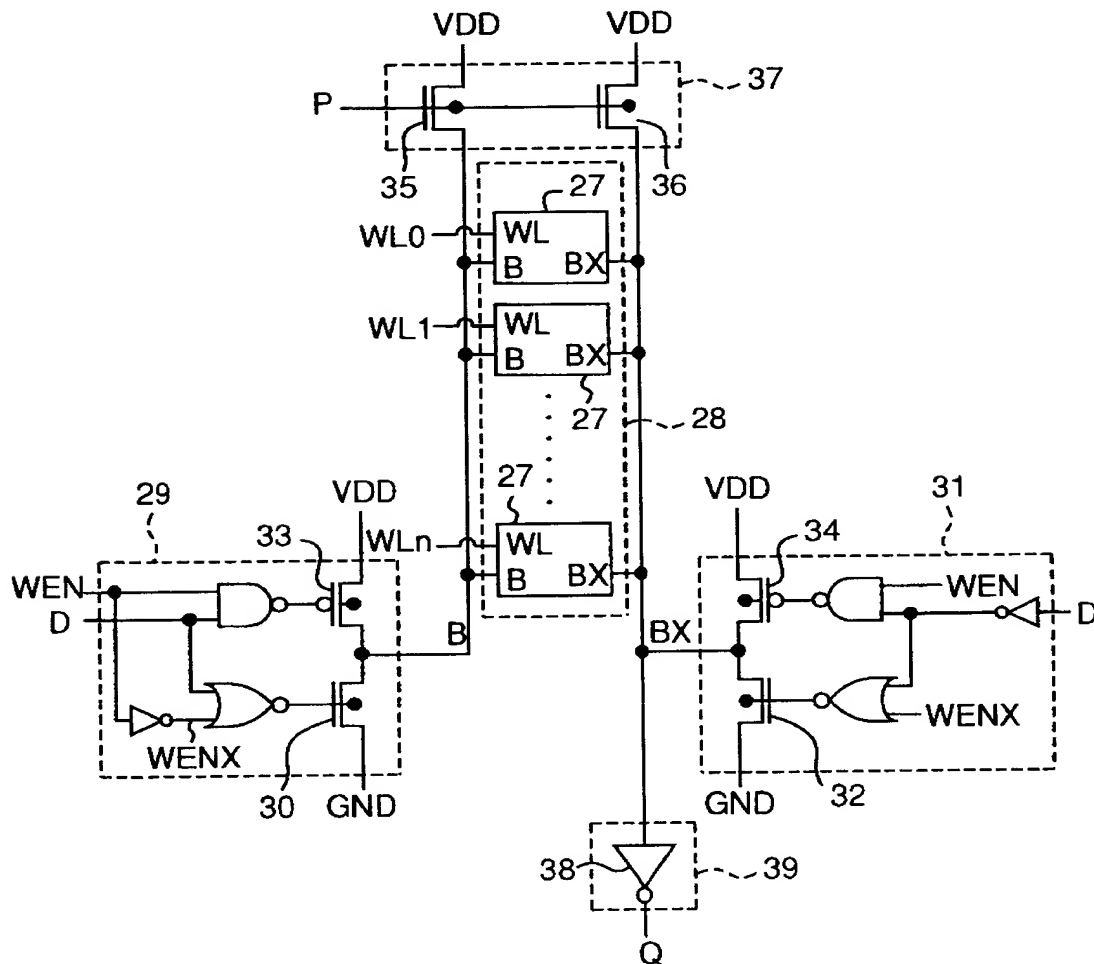 VDD VDD
P
37
35
36
27
WL0 WL
B BX
WL1 WL
B BX
27
28
27
WLn WL
B BX
29
VDD
33
WEN
D
B
WENX
30
GND
VDD
31
34
WEN
D
BX
WENX
GND
32
38
39
Q